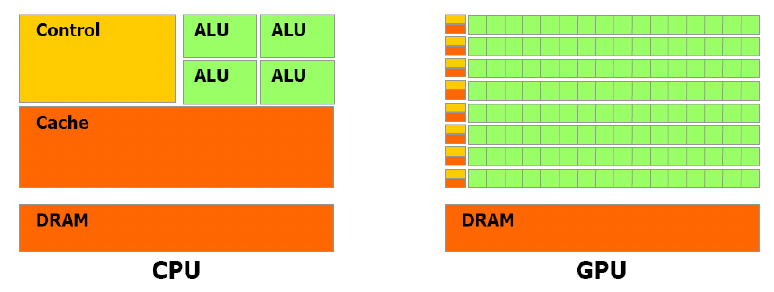 Control
ALU ALU
ALU ALU
Cache
DRAM
CPU
DRAM
GPU